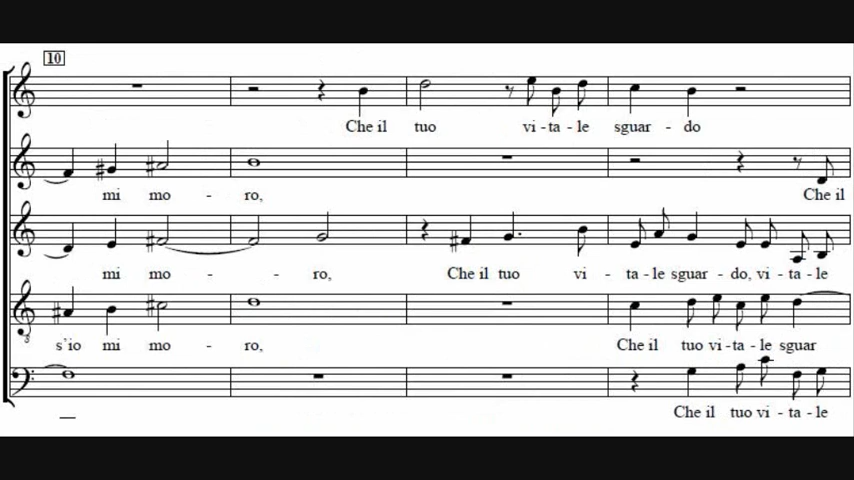 10
Che il tuo vi - ta - le sguar - do
mi mo - ro, Che il
mi mo - - ro, Che il tuo vi - ta - le sguar - do, vi - ta - le
s'io mi mo - ro, Che il tuo vi - ta - le sguar
8
Che il tuo vi - ta - le